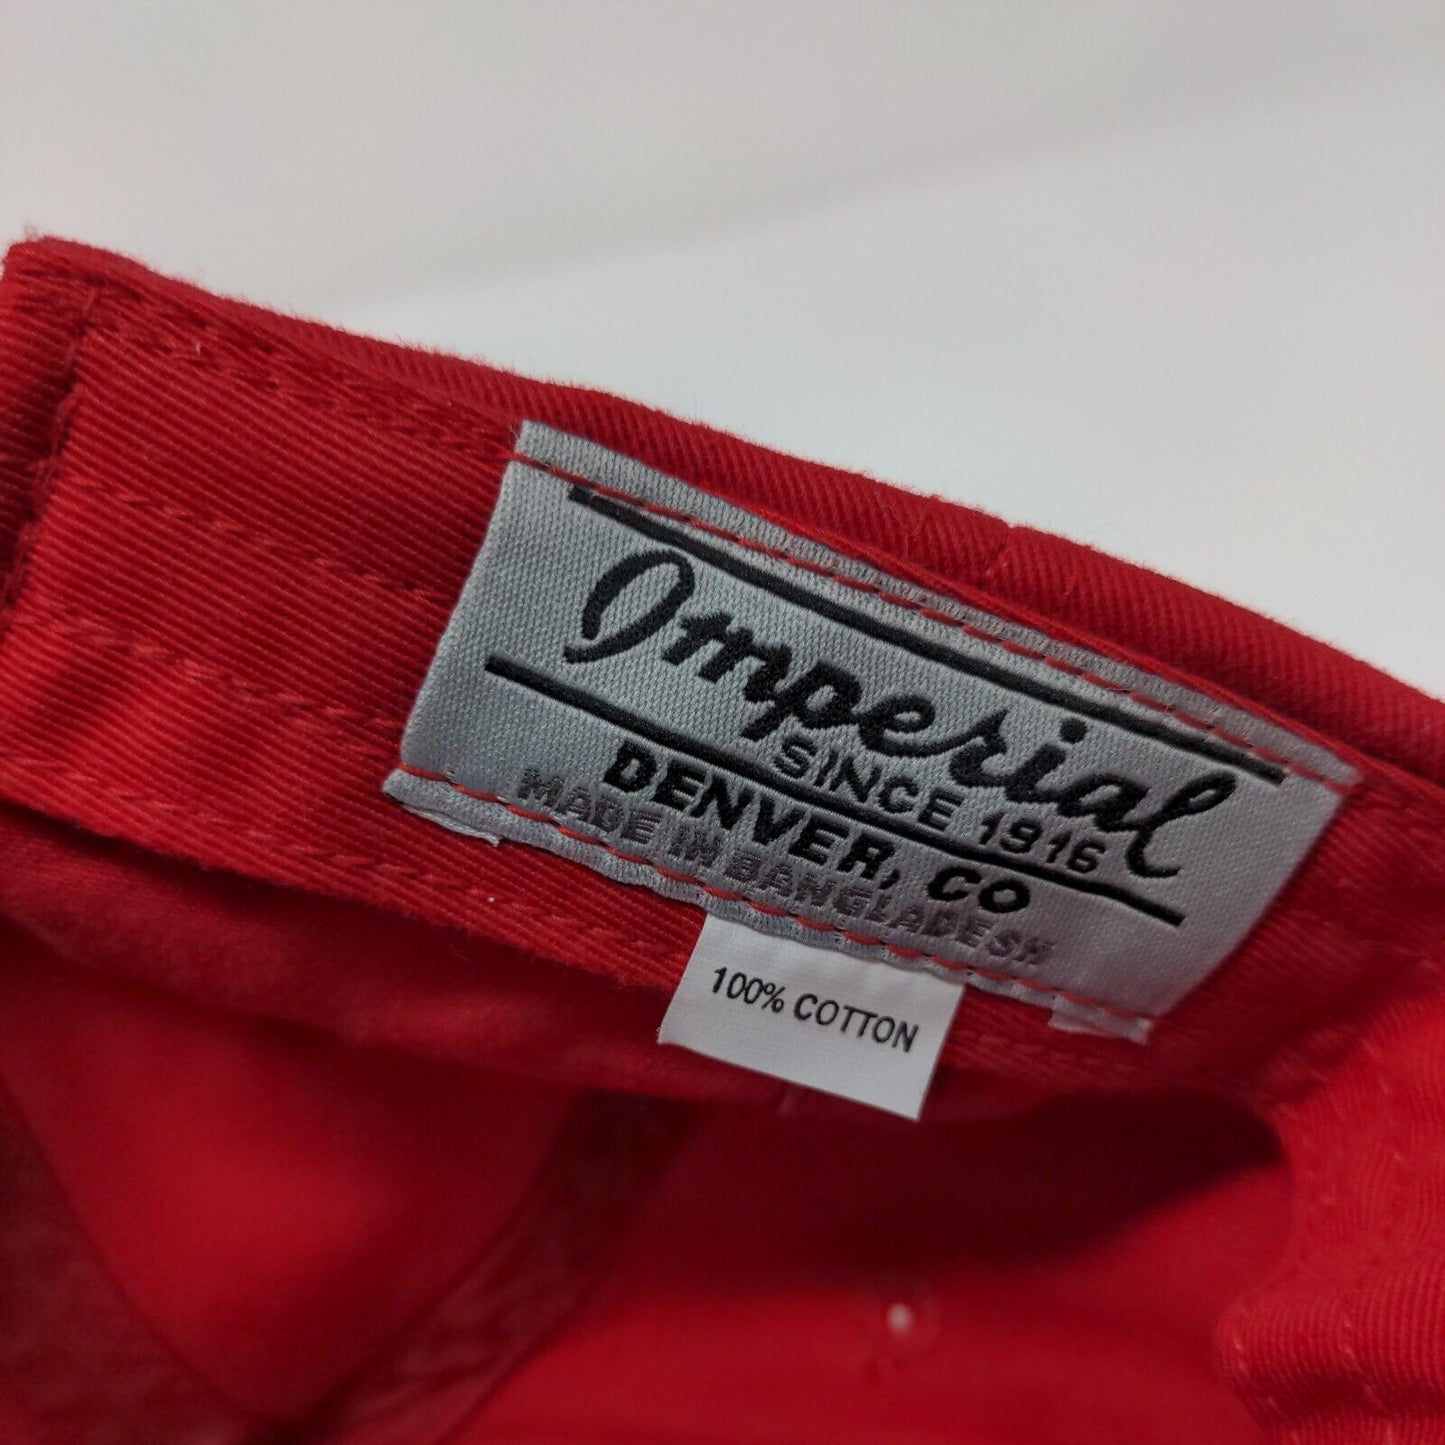 Imperial
SINCE 1916
DENVER, CO
MADE IN BANGLADESH
100% COTTON